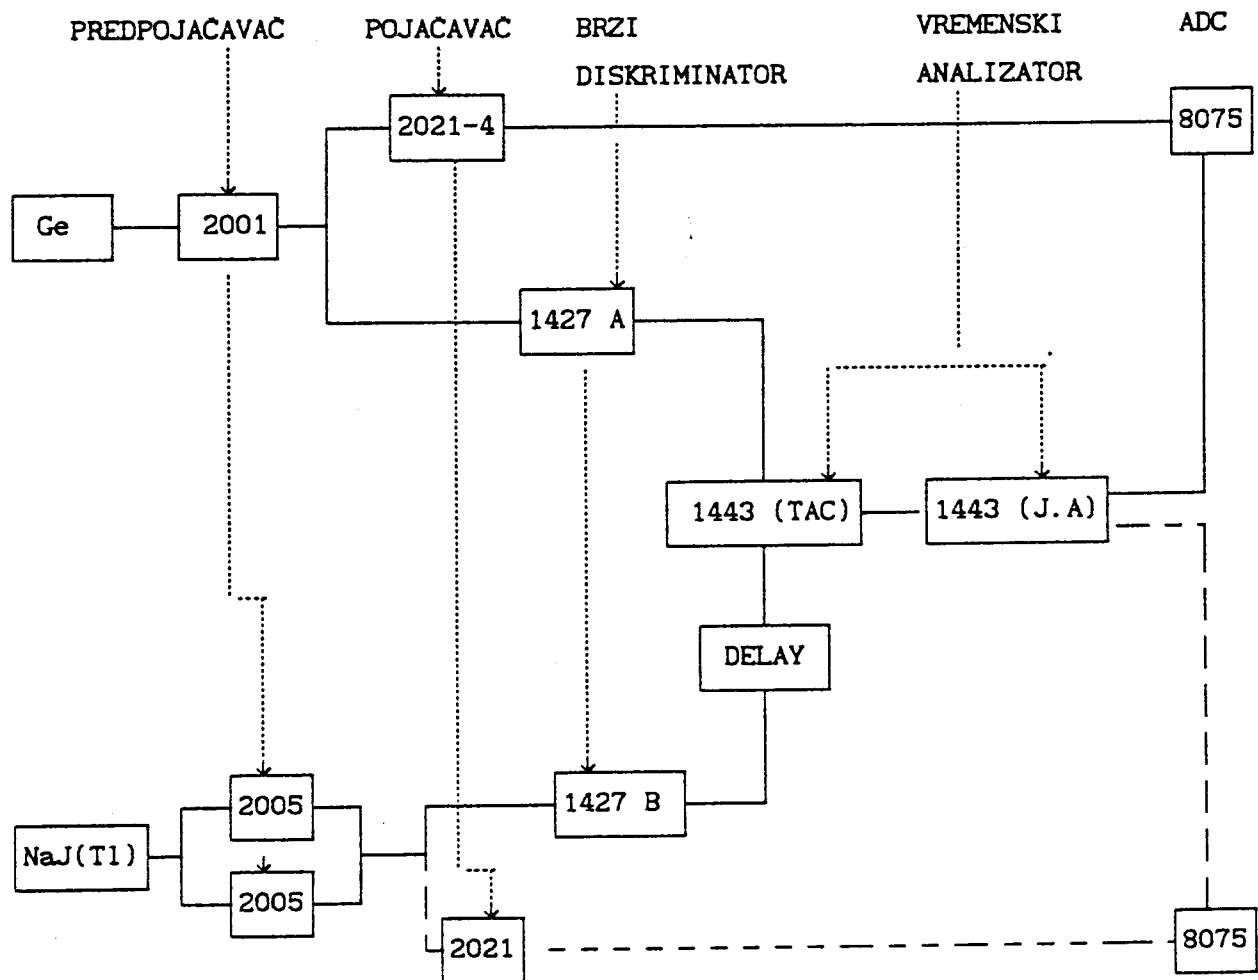 PREDPOJAČAVAČ
POJAČAVAČ
BRZI
DISKRIMINATOR
VREMENSKI
ANALIZATOR
ADC
2021-4
8075
Ge
2001
1427 A
1443 (TAC)
1443 (J.A)
DELAY
2005
1427 B
NaJ(Tl)
2005
2021
8075